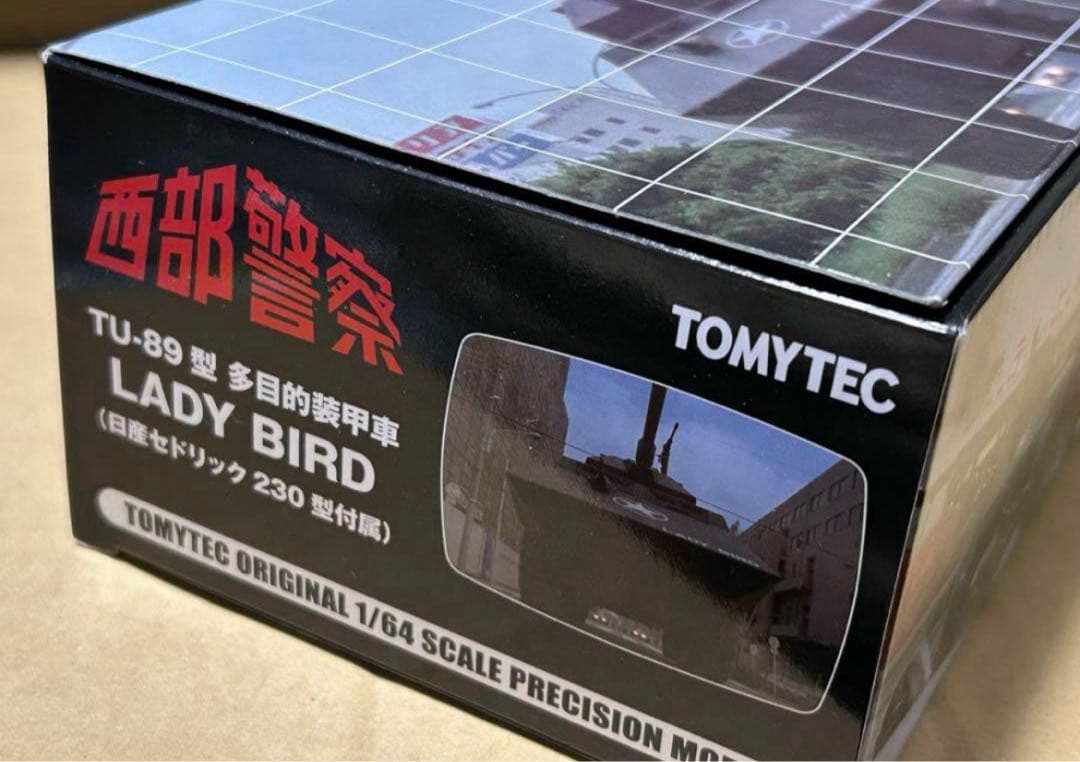 西部警察
TU-89 型 多目的装甲車
LADY BIRD
(日産セドリック 230 型付属)
TOMYTEC
TOMYTEC ORIGINAL 1/64 SCALE PRECISION